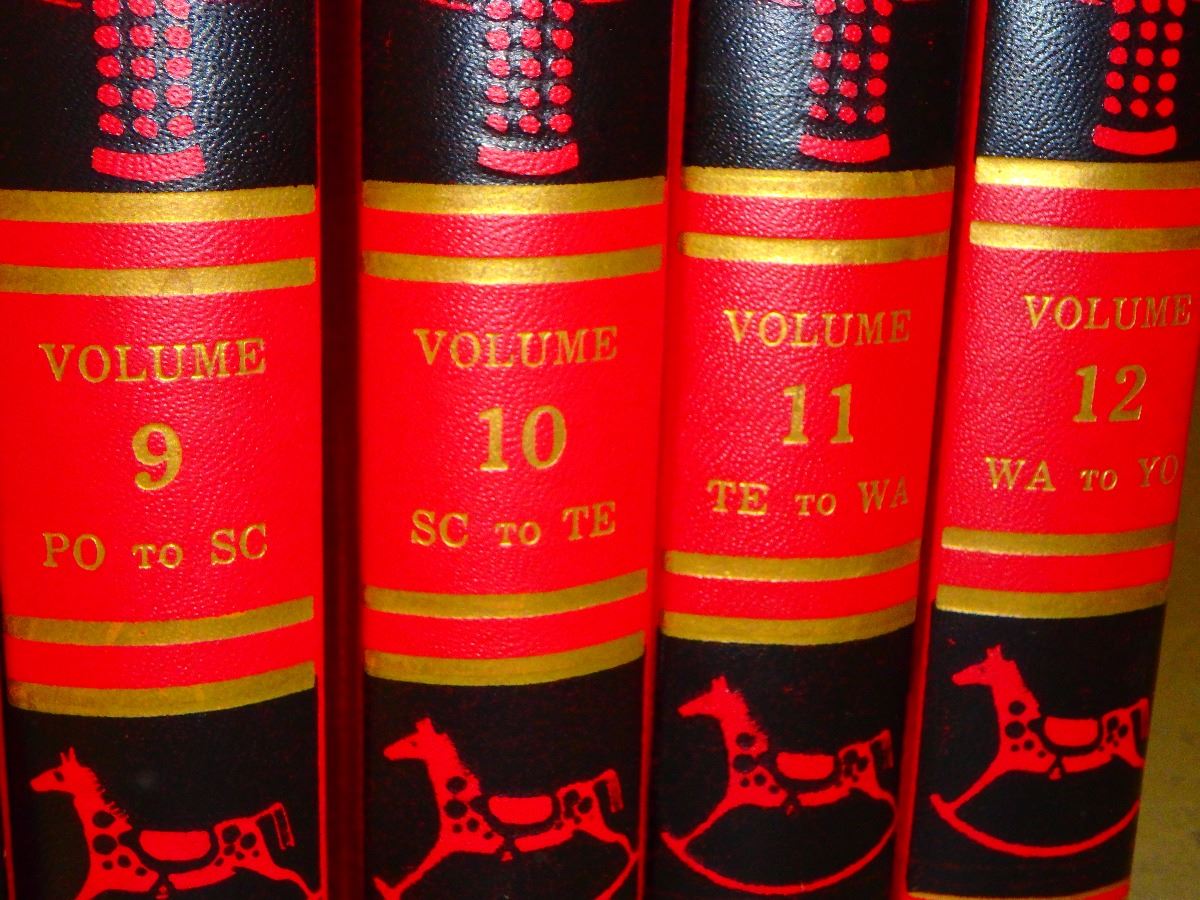 VOLUME
9
PO TO SC
VOLUME
10
SC TO TE
VOLUME
11
TE TO WA
VOLUME
12
WA TO YO